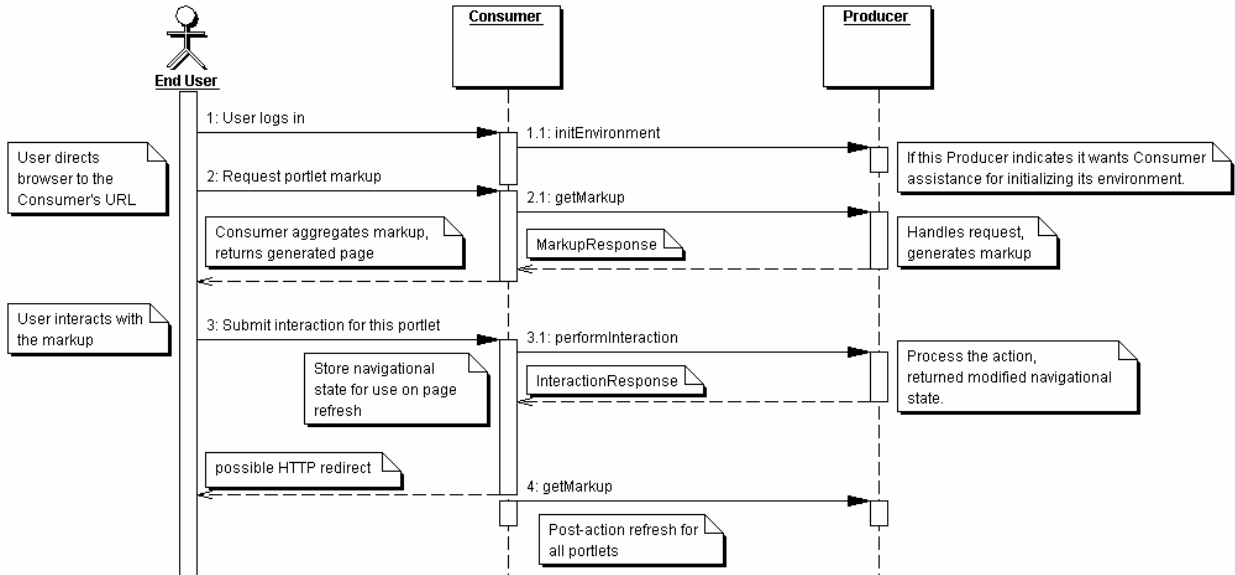 Consumer
Producer
End User
1: User logs in
1.1: initEnvironment
User directs
browser to the
Consumer's URL
If this Producer indicates it wants Consumer
assistance for initializing its environment.
2: Request portlet markup
2.1: getMarkup
Consumer aggregates markup,
returns generated page
MarkupResponse
Handles request,
generates markup
User interacts with
the markup
3: Submit interaction for this portlet
3.1: performInteraction
Store navigational
state for use on page
refresh
InteractionResponse
Process the action,
returned modified navigational
state.
possible HTTP redirect
4: getMarkup
Post-action refresh for
all portlets